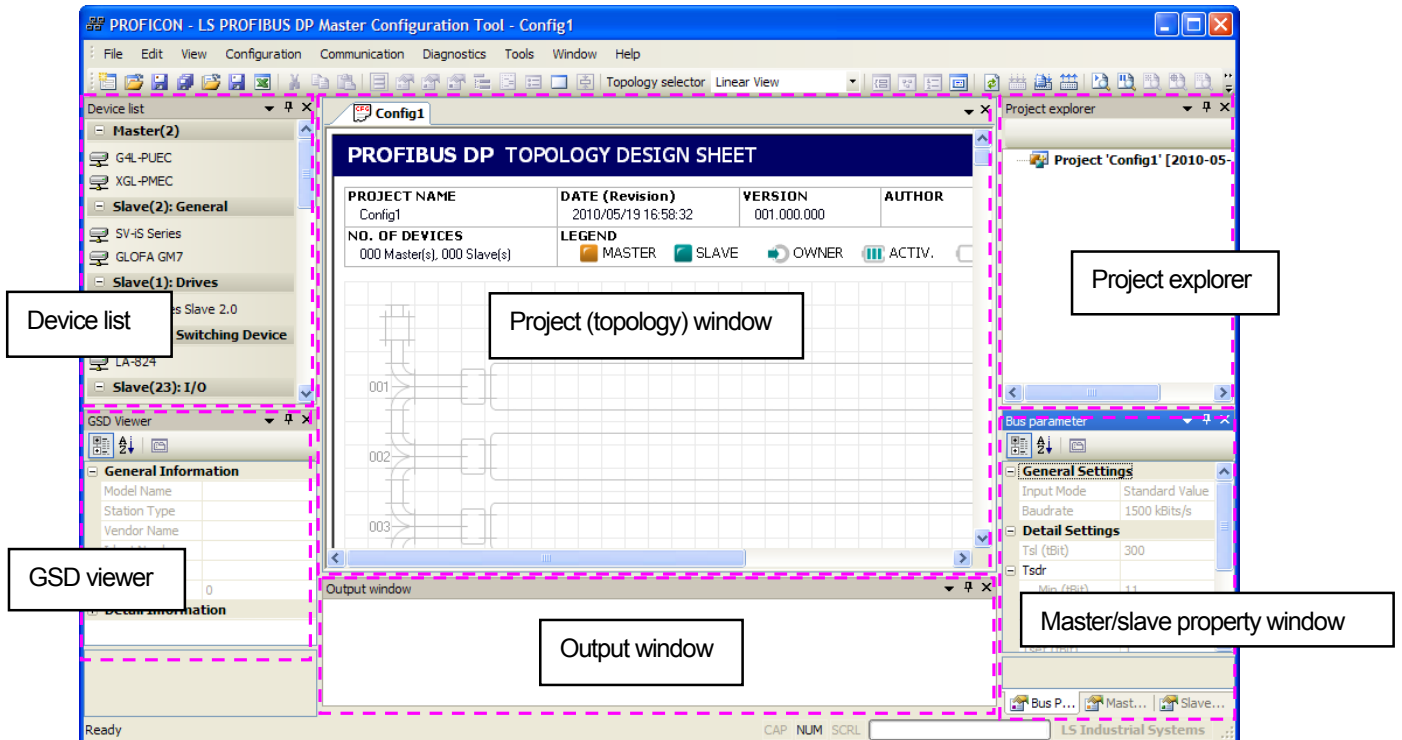 PROFICON - LS PROFIBUS DP Master Configuration Tool - Config1
File Edit View Configuration Communication Diagnostics Tools Window Help
Topology selector Linear View
Device list
Master(2)
G4L-PUEC
XGL-PMEC
Slave(2): General
SV-iS Series
GLOFA GM7
Slave(1): Drives
Slave 2.0
Switching Device
LA-824
Slave(23): I/O
Device list
GSD Viewer
General Information
Model Name
Station Type
Vendor Name
0
Detail Information
GSD viewer
Config1
PROFIBUS DP TOPOLOGY DESIGN SHEET
PROJECT NAME
Config1
DATE (Revision)
2010/05/19 16:58:32
VERSION
001.000.000
AUTHOR
NO. OF DEVICES
000 Master(s), 000 Slave(s)
LEGEND
MASTER SLAVE OWNER ACTIV.
001
002
003
Project (topology) window
Output window
Output window
Project explorer
Project 'Config1' [2010-05-
Project explorer
Bus parameter
General Settings
Input Mode Standard Value
Baudrate 1500 kBits/s
Detail Settings
Tsl (tBit) 300
Tsdr
Min (tBit) 11
Master/slave property window
Bus P... Mast... Slave...
Ready
CAP NUM SCRL
LS Industrial Systems